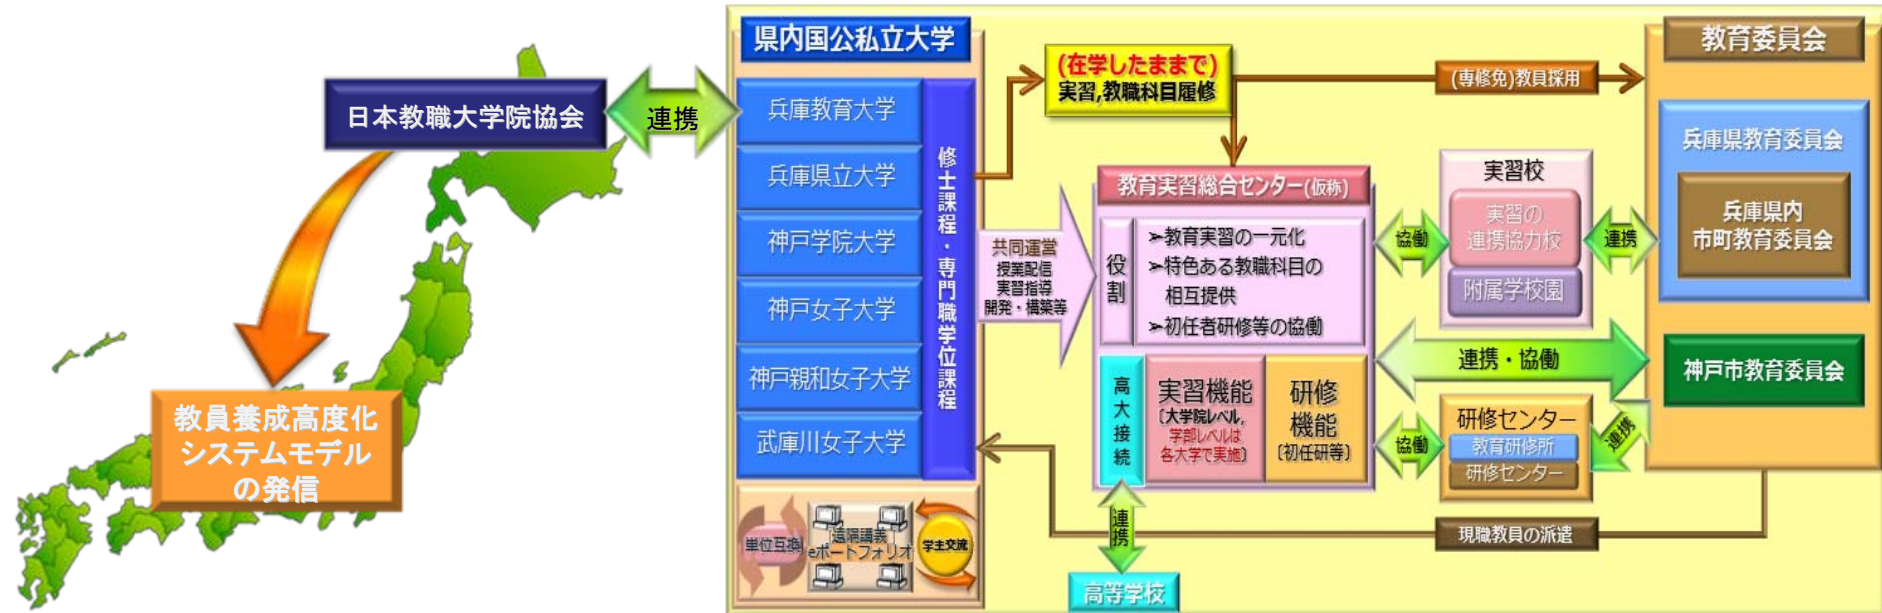 日本教職大学院協会
連携
教員養成高度化
システムモデル
の発信
県内国公私立大学
兵庫教育大学
兵庫県立大学
神戸学院大学
神戸女子大学
神戸親和女子大学
武庫川女子大学
修士課程・専門職学位課程
単位互換
遠隔講義
eポートフォリオ
学生交流
(在学したままで)
実習,教職科目履修
(専修免)教員採用
共同運営
授業配信
実習指導
開発・構築等
教育実習総合センター(仮称)
役割
➢教育実習の一元化
➢特色ある教職科目の
相互提供
➢初任者研修等の協働
高大接続
実習機能
〔大学院レベル,
学部レベルは
各大学で実施〕
研修
機能
〔初任研等〕
連携
高等学校
協働
実習校
実習の
連携協力校
附属学校園
連携
連携・協働
協働
研修センター
教育研修所
研修センター
連携
現職教員の派遣
教育委員会
兵庫県教育委員会
兵庫県内
市町教育委員会
神戸市教育委員会